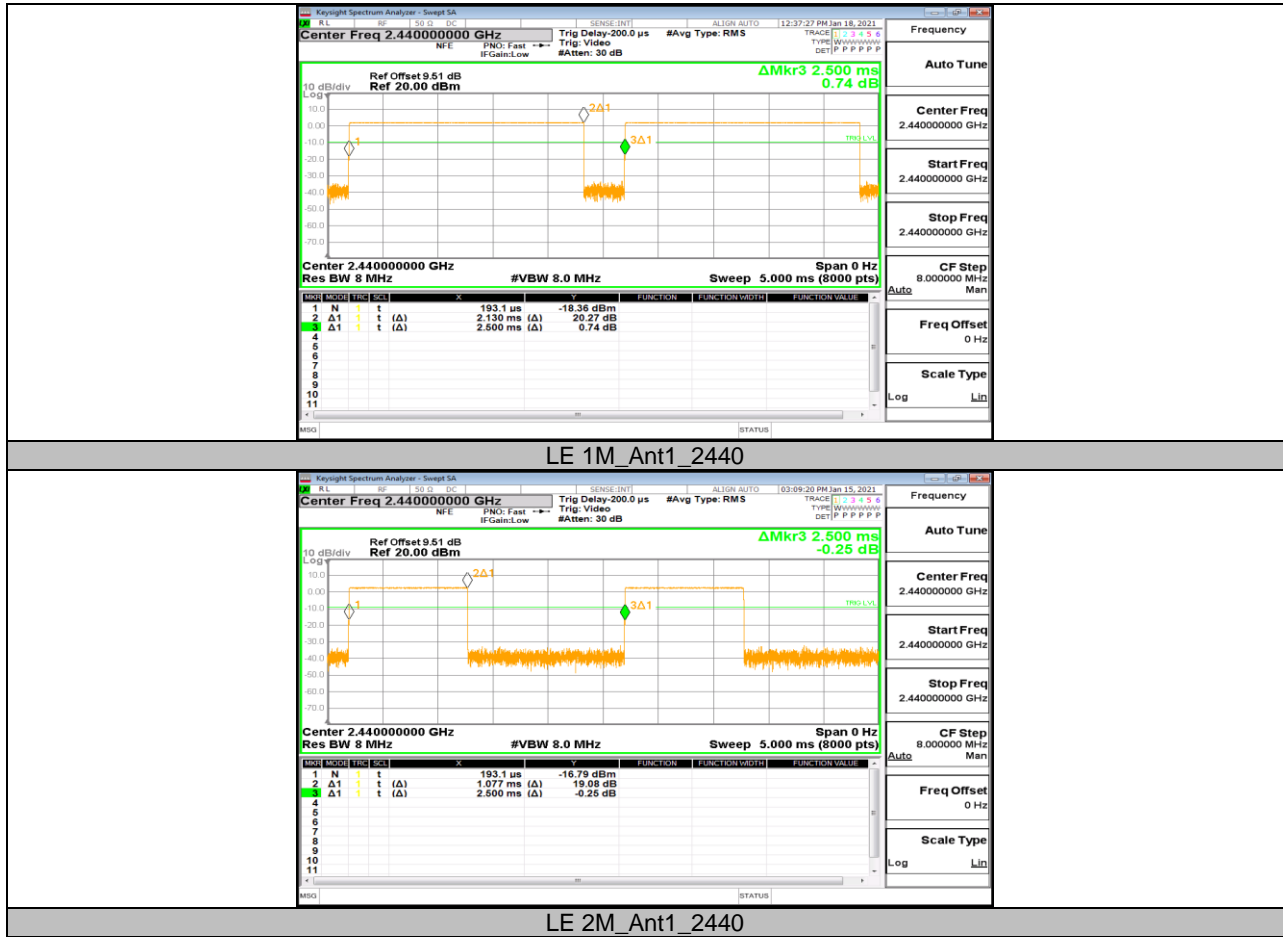 Keysight Spectrum Analyzer - Swept SA
RL RF 50 Ω DC SENSE:INT ALIGN AUTO 12:37:27 PM Jan 18, 2021
Center Freq 2.440000000 GHz
NFE PNO: Fast IFGain:Low
Trig Delay-200.0 µs #Avg Type: RMS
Trig: Video
#Atten: 30 dB
TRACE 1 2 3 4 5 6
TYPE WWWWWW
DET P P P P P P
Frequency
Auto Tune
Center Freq
2.440000000 GHz
Start Freq
2.440000000 GHz
Stop Freq
2.440000000 GHz
CF Step
8.000000 MHz
Auto Man
Freq Offset
0 Hz
Scale Type
Log Lin
ΔMkr3 2.500 ms
0.74 dB
Ref Offset 9.51 dB
10 dB/div Ref 20.00 dBm
Log
10.0
0.00
-10.0
-20.0
-30.0
-40.0
-50.0
-60.0
-70.0
1
2Δ1
3Δ1
TRIG LVL
Center 2.440000000 GHz Span 0 Hz
Res BW 8 MHz #VBW 8.0 MHz Sweep 5.000 ms (8000 pts)
MKR MODE TRC SCL X Y FUNCTION FUNCTION WIDTH FUNCTION VALUE
1 N 1 t 193.1 µs -18.36 dBm
2 Δ1 1 t (Δ) 2.130 ms (Δ) 20.27 dB
3 Δ1 1 t (Δ) 2.500 ms (Δ) 0.74 dB
4
5
6
7
8
9
10
11
MSG STATUS
LE 1M_Ant1_2440
Keysight Spectrum Analyzer - Swept SA
RL RF 50 Ω DC SENSE:INT ALIGN AUTO 03:09:20 PM Jan 15, 2021
Center Freq 2.440000000 GHz
NFE PNO: Fast IFGain:Low
Trig Delay-200.0 µs #Avg Type: RMS
Trig: Video
#Atten: 30 dB
TRACE 1 2 3 4 5 6
TYPE WWWWWW
DET P P P P P P
Frequency
Auto Tune
Center Freq
2.440000000 GHz
Start Freq
2.440000000 GHz
Stop Freq
2.440000000 GHz
CF Step
8.000000 MHz
Auto Man
Freq Offset
0 Hz
Scale Type
Log Lin
ΔMkr3 2.500 ms
-0.25 dB
Ref Offset 9.51 dB
10 dB/div Ref 20.00 dBm
Log
10.0
0.00
-10.0
-20.0
-30.0
-40.0
-50.0
-60.0
-70.0
1
2Δ1
3Δ1
TRIG LVL
Center 2.440000000 GHz Span 0 Hz
Res BW 8 MHz #VBW 8.0 MHz Sweep 5.000 ms (8000 pts)
MKR MODE TRC SCL X Y FUNCTION FUNCTION WIDTH FUNCTION VALUE
1 N 1 t 193.1 µs -16.79 dBm
2 Δ1 1 t (Δ) 1.077 ms (Δ) 19.08 dB
3 Δ1 1 t (Δ) 2.500 ms (Δ) -0.25 dB
4
5
6
7
8
9
10
11
MSG STATUS
LE 2M_Ant1_2440